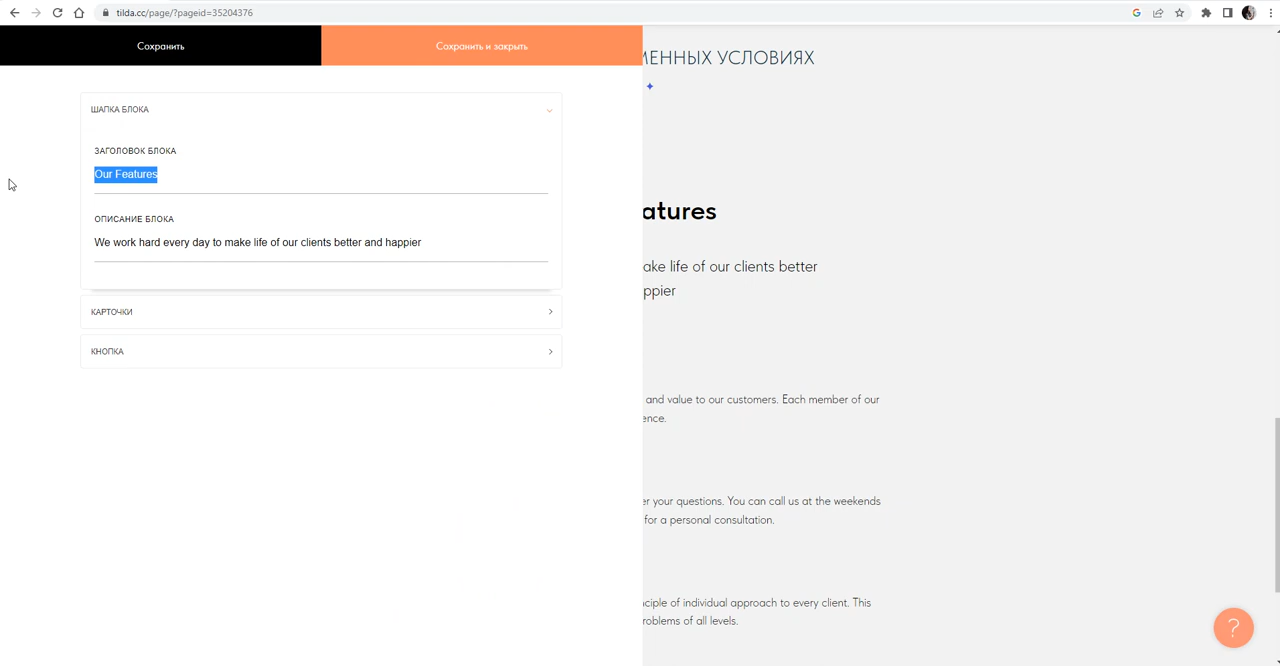 tilda.cc/page/?pageid=35204376
Сохранить
Сохранить и закрыть
ШАПКА БЛОКА
ЗАГОЛОВОК БЛОКА
Our Features
ОПИСАНИЕ БЛОКА
We work hard every day to make life of our clients better and happier
КАРТОЧКИ
КНОПКА
МЕННЫХ УСЛОВИЯХ
atures
ake life of our clients better
ppier
and value to our customers. Each member of our
ence.
er your questions. You can call us at the weekends
for a personal consultation.
nciple of individual approach to every client. This
roblems of all levels.
?